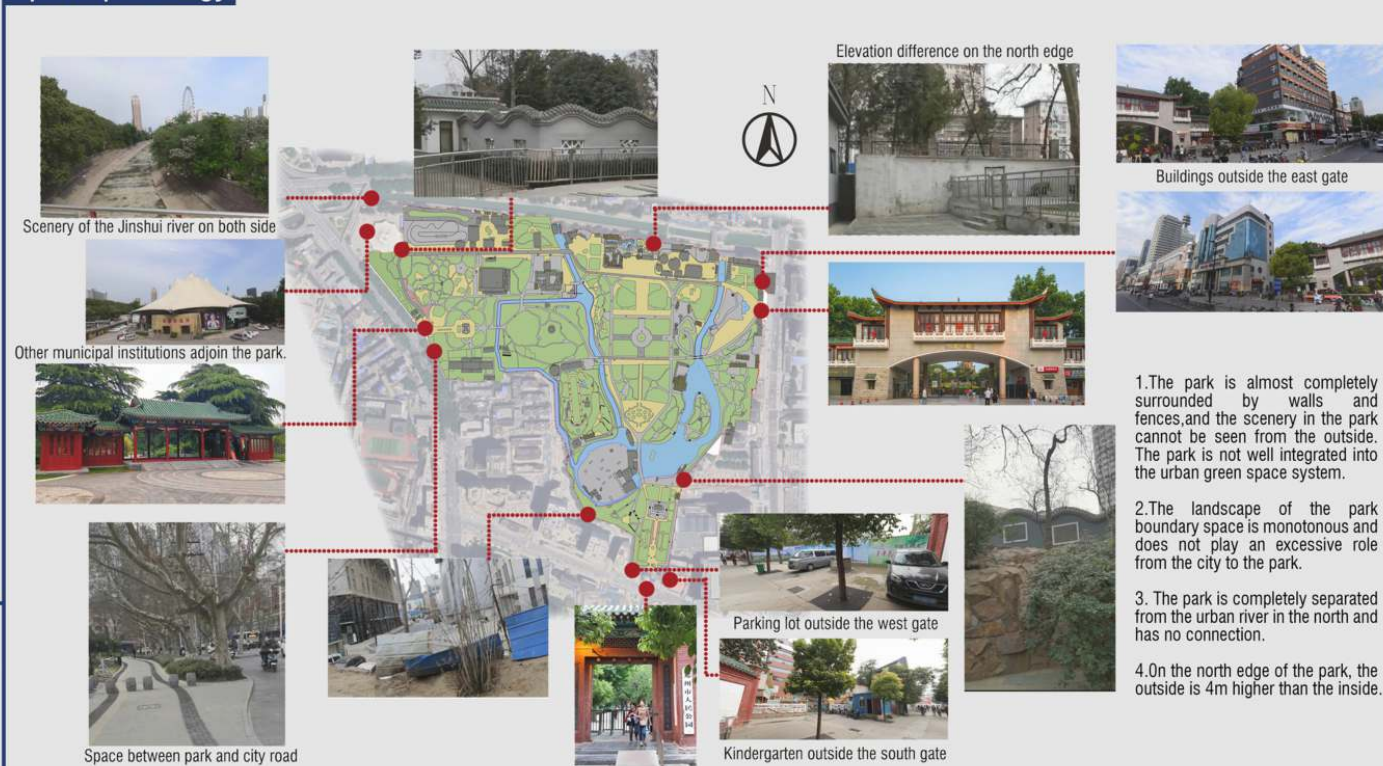 Scenery of the Jinshui river on both side
Other municipal institutions adjoin the park.
Space between park and city road
N
Elevation difference on the north edge
Buildings outside the east gate
Parking lot outside the west gate
Kindergarten outside the south gate
州市人民公園
1.The park is almost completely
surrounded by walls and
fences,and the scenery in the park
cannot be seen from the outside.
The park is not well integrated into
the urban green space system.
2.The landscape of the park
boundary space is monotonous and
does not play an excessive role
from the city to the park.
3. The park is completely separated
from the urban river in the north and
has no connection.
4.On the north edge of the park, the
outside is 4m higher than the inside.